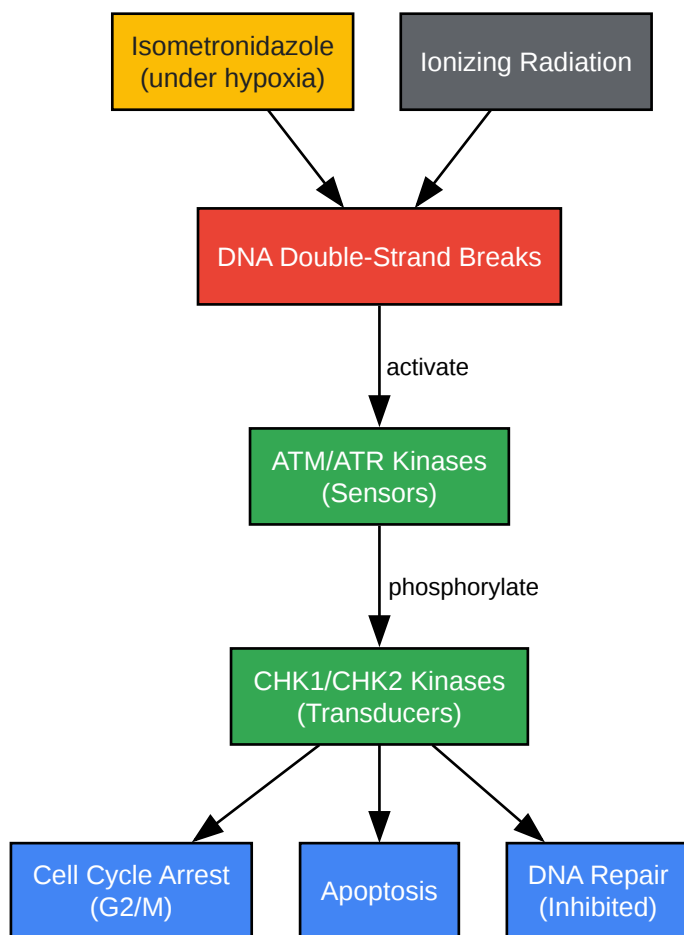 Isometronidazole
(under hypoxia)
Ionizing Radiation
DNA Double-Strand Breaks
activate
ATM/ATR Kinases
(Sensors)
phosphorylate
CHK1/CHK2 Kinases
(Transducers)
Cell Cycle Arrest
(G2/M)
Apoptosis
DNA Repair
(Inhibited)